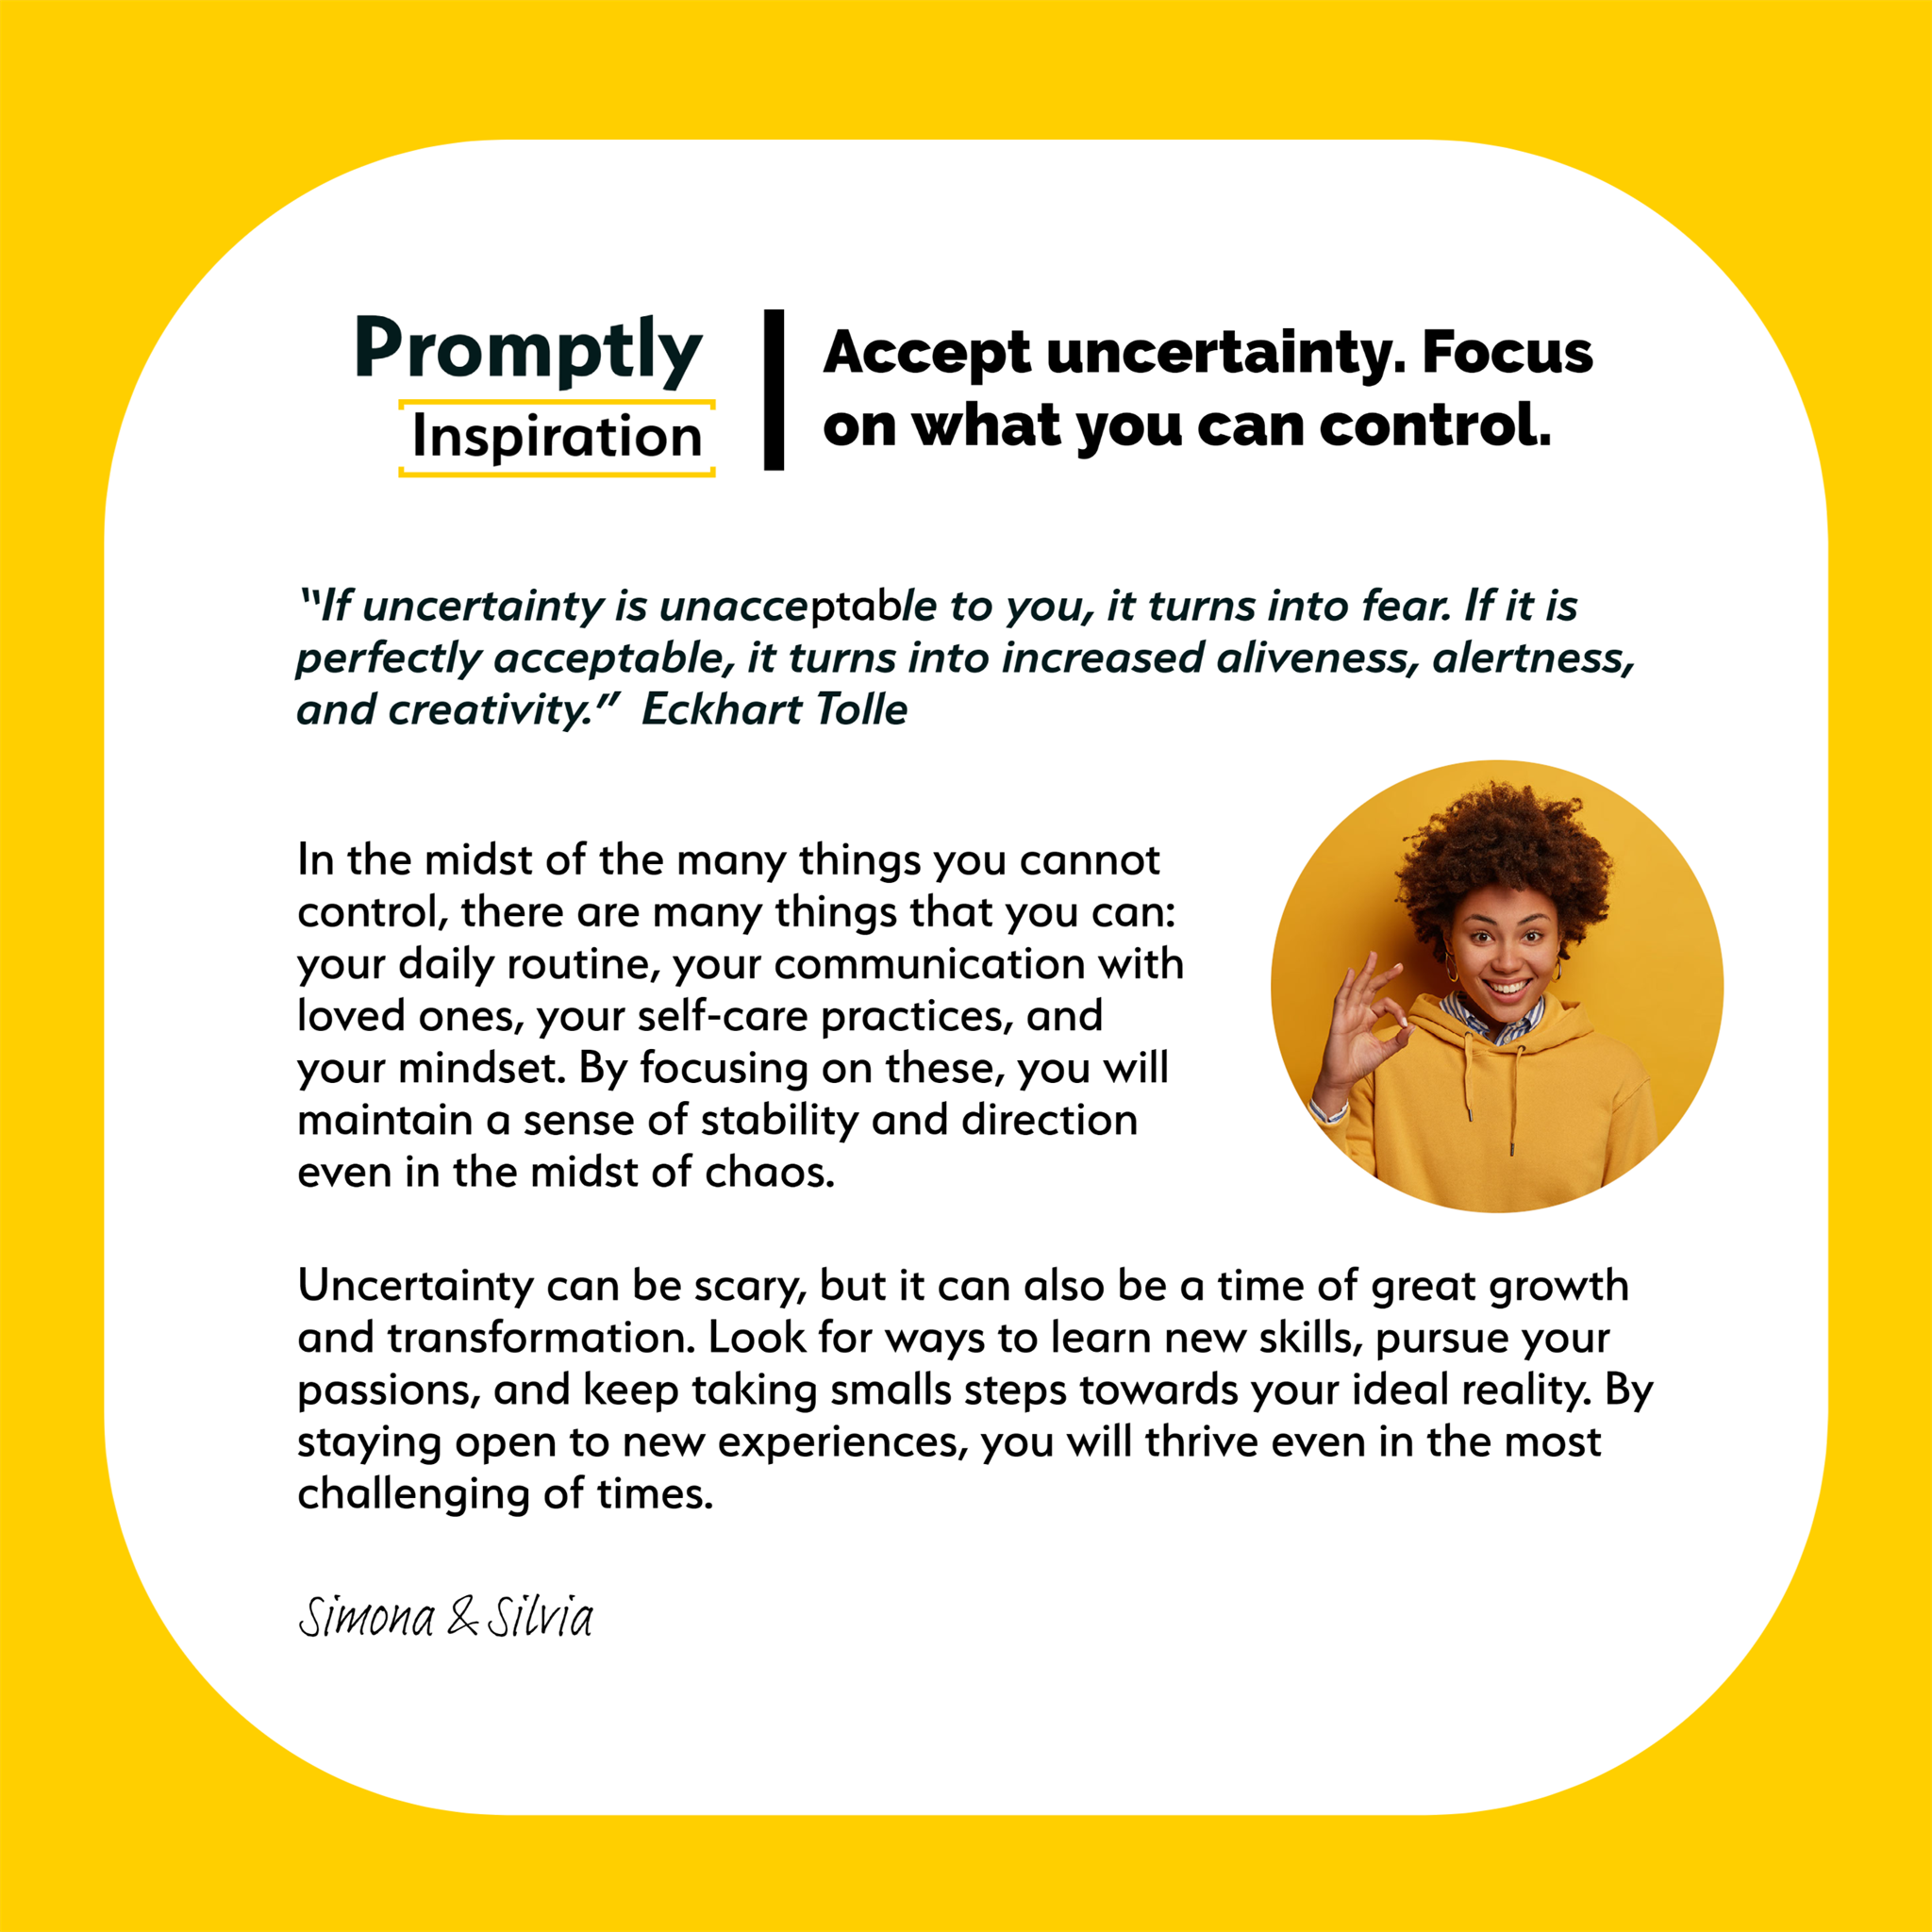 Promptly
Inspiration
Accept uncertainty. Focus
on what you can control.
"If uncertainty is unacceptable to you, it turns into fear. If it is
perfectly acceptable, it turns into increased aliveness, alertness,
and creativity." Eckhart Tolle
In the midst of the many things you cannot
control, there are many things that you can:
your daily routine, your communication with
loved ones, your self-care practices, and
your mindset. By focusing on these, you will
maintain a sense of stability and direction
even in the midst of chaos.
Uncertainty can be scary, but it can also be a time of great growth
and transformation. Look for ways to learn new skills, pursue your
passions, and keep taking smalls steps towards your ideal reality. By
staying open to new experiences, you will thrive even in the most
challenging of times.
Simona & Silvia